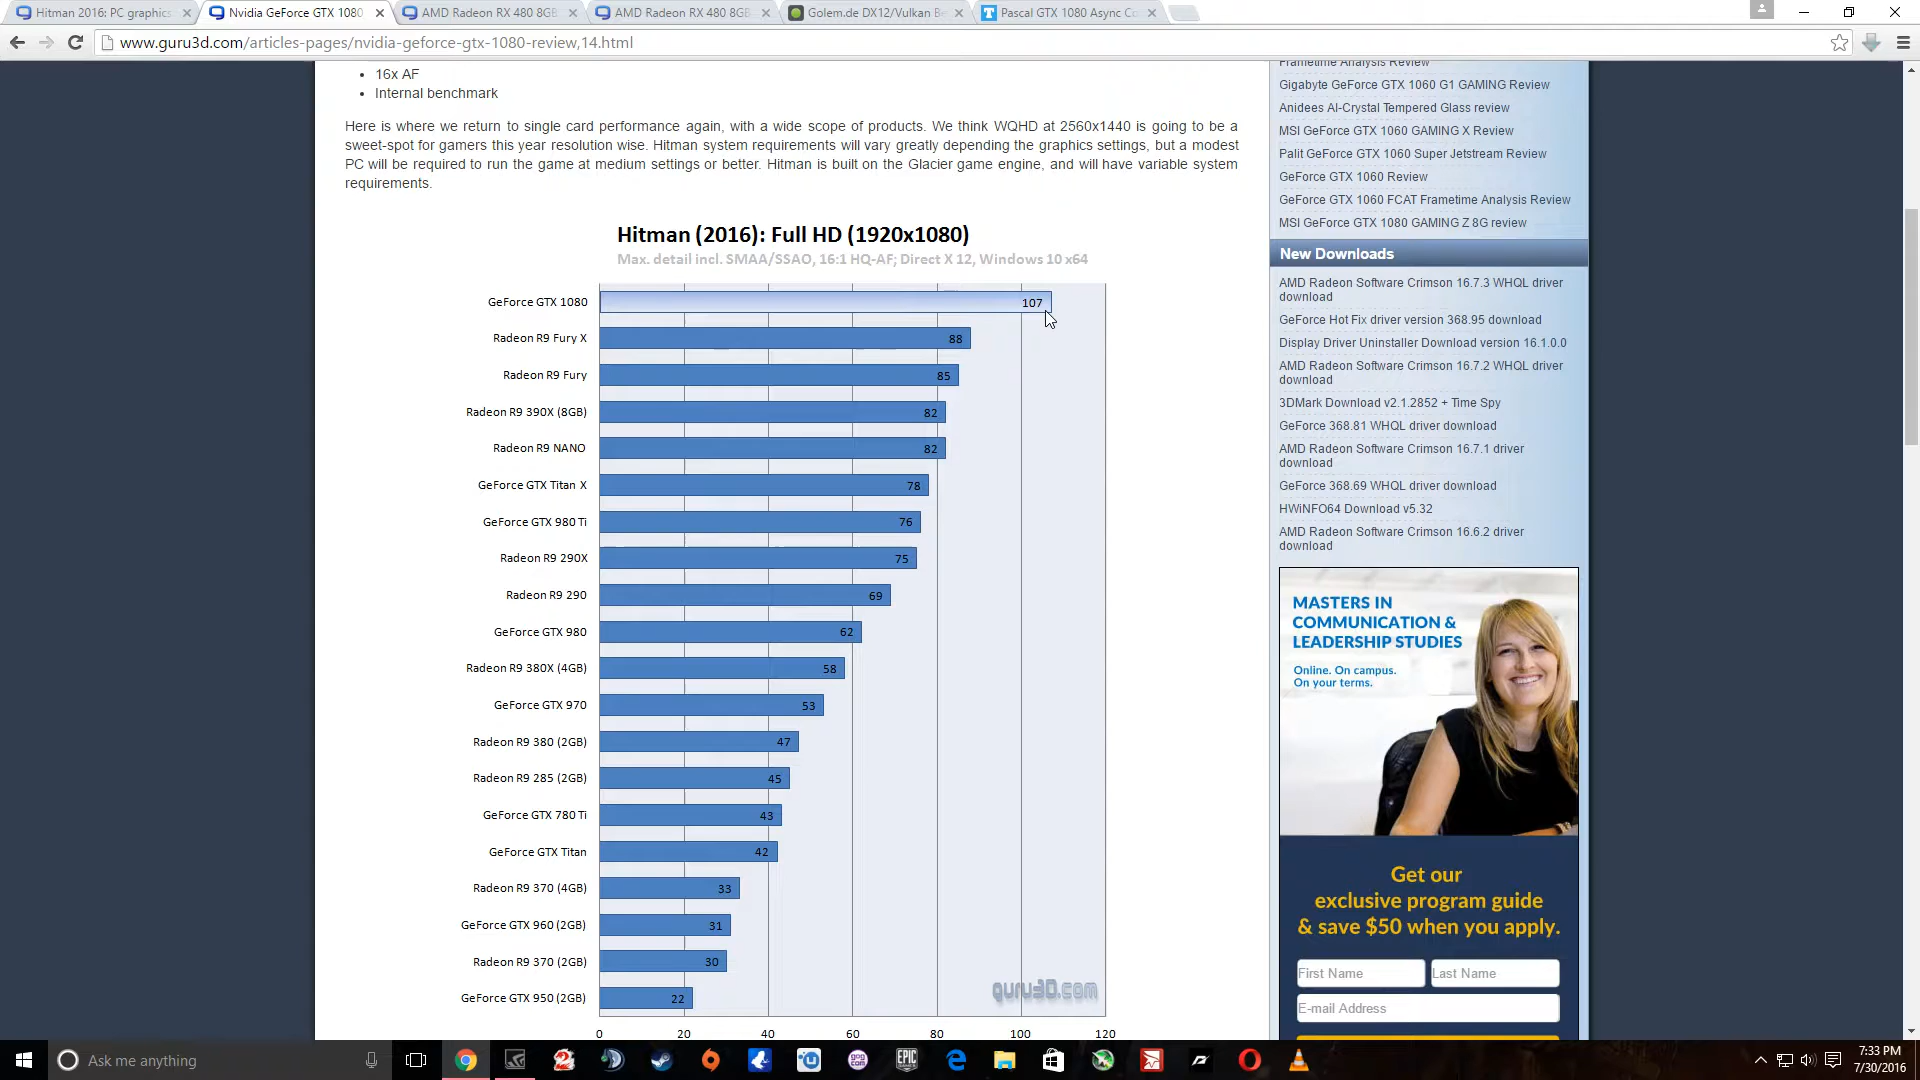 Hitman 2016: PC graphics
Nvidia GeForce GTX 1080
AMD Radeon RX 480 8GB
AMD Radeon RX 480 8GB
Golem.de DX12/Vulkan Be
Pascal GTX 1080 Async Co
www.guru3d.com/articles-pages/nvidia-geforce-gtx-1080-review,14.html
• 16x AF
• Internal benchmark
Here is where we return to single card performance again, with a wide scope of products. We think WQHD at 2560x1440 is going to be a
sweet-spot for gamers this year resolution wise. Hitman system requirements will vary greatly depending the graphics settings, but a modest
PC will be required to run the game at medium settings or better. Hitman is built on the Glacier game engine, and will have variable system
requirements.
Hitman (2016): Full HD (1920x1080)
Max. detail incl. SMAA/SSAO, 16:1 HQ-AF; Direct X 12, Windows 10 x64
GeForce GTX 1080 107
Radeon R9 Fury X 88
Radeon R9 Fury 85
Radeon R9 390X (8GB) 82
Radeon R9 NANO 82
GeForce GTX Titan X 78
GeForce GTX 980 Ti 76
Radeon R9 290X 75
Radeon R9 290 69
GeForce GTX 980 62
Radeon R9 380X (4GB) 58
GeForce GTX 970 53
Radeon R9 380 (2GB) 47
Radeon R9 285 (2GB) 45
GeForce GTX 780 Ti 43
GeForce GTX Titan 42
Radeon R9 370 (4GB) 33
GeForce GTX 960 (2GB) 31
Radeon R9 370 (2GB) 30
GeForce GTX 950 (2GB) 22
guru3D.com
0 20 40 60 80 100 120
Frametime Analysis Review
Gigabyte GeForce GTX 1060 G1 GAMING Review
Anidees AI-Crystal Tempered Glass review
MSI GeForce GTX 1060 GAMING X Review
Palit GeForce GTX 1060 Super Jetstream Review
GeForce GTX 1060 Review
GeForce GTX 1060 FCAT Frametime Analysis Review
MSI GeForce GTX 1080 GAMING Z 8G review
New Downloads
AMD Radeon Software Crimson 16.7.3 WHQL driver
download
GeForce Hot Fix driver version 368.95 download
Display Driver Uninstaller Download version 16.1.0.0
AMD Radeon Software Crimson 16.7.2 WHQL driver
download
3DMark Download v2.1.2852 + Time Spy
GeForce 368.81 WHQL driver download
AMD Radeon Software Crimson 16.7.1 driver
download
GeForce 368.69 WHQL driver download
HWiNFO64 Download v5.32
AMD Radeon Software Crimson 16.6.2 driver
download
MASTERS IN
COMMUNICATION &
LEADERSHIP STUDIES
Online. On campus.
On your terms.
Get our
exclusive program guide
& save $50 when you apply.
First Name
Last Name
E-mail Address
Ask me anything
gog
com
EPIC
GAMES
7:33 PM
7/30/2016